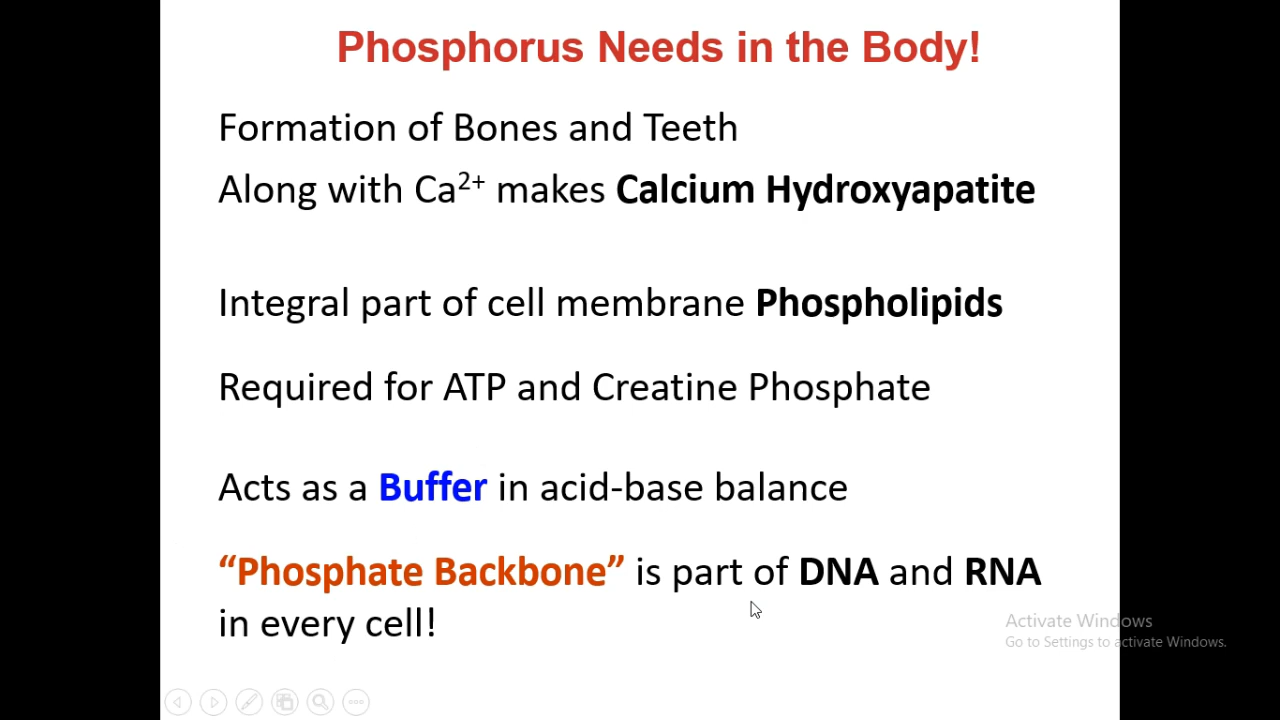 Phosphorus Needs in the Body!
Formation of Bones and Teeth
Along with Ca²⁺ makes Calcium Hydroxyapatite
Integral part of cell membrane Phospholipids
Required for ATP and Creatine Phosphate
Acts as a Buffer in acid-base balance
“Phosphate Backbone” is part of DNA and RNA
in every cell!
Activate Windows
Go to Settings to activate Windows.